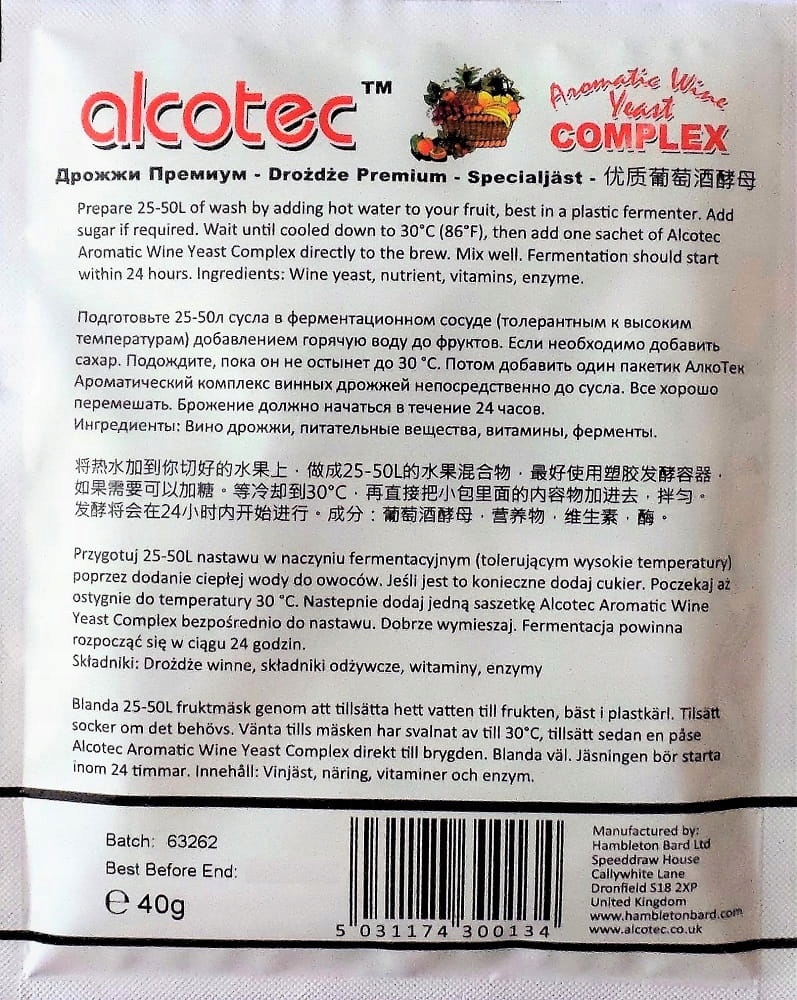 alcotec™
Aromatic Wine
Yeast
COMPLEX
Дрожжи Премиум - Drożdże Premium - Specialjäst - 优质葡萄酒酵母
Prepare 25-50L of wash by adding hot water to your fruit, best in a plastic fermenter. Add
sugar if required. Wait until cooled down to 30°C (86°F), then add one sachet of Alcotec
Aromatic Wine Yeast Complex directly to the brew. Mix well. Fermentation should start
within 24 hours. Ingredients: Wine yeast, nutrient, vitamins, enzyme.
Подготовьте 25-50л сусла в ферментационном сосуде (толерантным к высоким
температурам) добавлением горячую воду до фруктов. Если необходимо добавить
сахар. Подождите, пока он не остынет до 30 °C. Потом добавить один пакетик АлкоТек
Ароматический комплекс винных дрожжей непосредственно до сусла. Все хорошо
перемешать. Брожение должно начаться в течение 24 часов.
Ингредиенты: Вино дрожжи, питательные вещества, витамины, ферменты.
将热水加到你切好的水果上，做成25-50L的水果混合物，最好使用塑胶发酵容器，
如果需要可以加糖。等冷却到30°C，再直接把小包里面的内容物加进去，拌匀。
发酵将会在24小时内开始进行。成分：葡萄酒酵母，营养物，维生素，酶。
Przygotuj 25-50L nastawu w naczyniu fermentacyjnym (tolerującym wysokie temperatury)
poprzez dodanie ciepłej wody do owoców. Jeśli jest to konieczne dodaj cukier. Poczekaj aż
ostygnie do temperatury 30 °C. Nastepnie dodaj jedną saszetkę Alcotec Aromatic Wine
Yeast Complex bezpośrednio do nastawu. Dobrze wymieszaj. Fermentacja powinna
rozpocząć się w ciągu 24 godzin.
Składniki: Drożdże winne, składniki odżywcze, witaminy, enzymy
Blanda 25-50L fruktmäsk genom att tillsätta hett vatten till frukten, bäst i plastkärl. Tilsätt
socker om det behövs. Vänta tills mäsken har svalnat av till 30°C, tillsätt sedan en påse
Alcotec Aromatic Wine Yeast Complex direkt till brygden. Blanda väl. Jäsningen bör starta
inom 24 timmar. Innehåll: Vinjäst, näring, vitaminer och enzym.
Batch: 63262
Best Before End:
℮ 40g
5 031174 300134
Manufactured by:
Hambleton Bard Ltd
Speeddraw House
Callywhite Lane
Dronfield S18 2XP
United Kingdom
www.hambletonbard.com
www.alcotec.co.uk